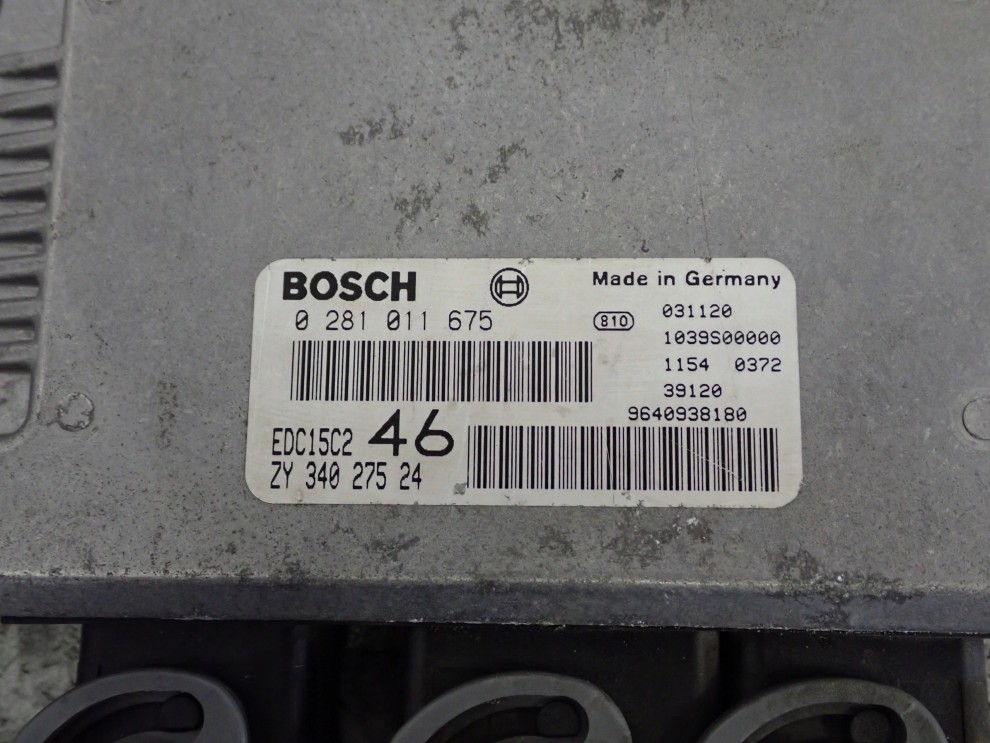 BOSCH
Made in Germany
0 281 011 675
810
031120
1039S00000
1154 0372
39120
9640938180
EDC15C2 46
ZY 340 275 24